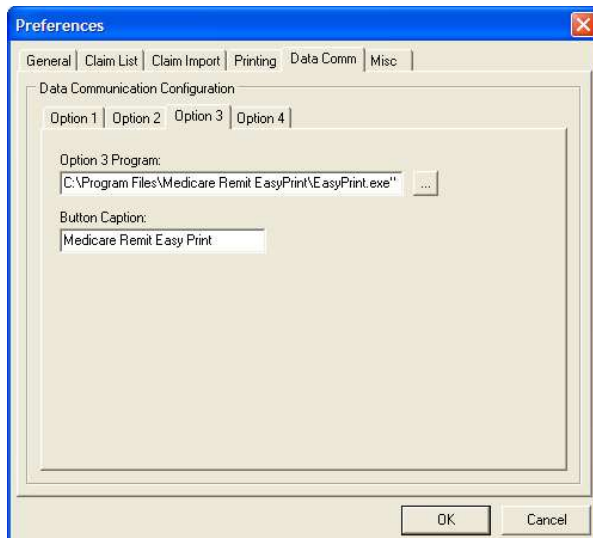 Preferences
General Claim List Claim Import Printing Data Comm Misc
Data Communication Configuration
Option 1 Option 2 Option 3 Option 4
Option 3 Program:
C:\Program Files\Medicare Remit EasyPrint\EasyPrint.exe" ...
Button Caption:
Medicare Remit Easy Print
OK Cancel